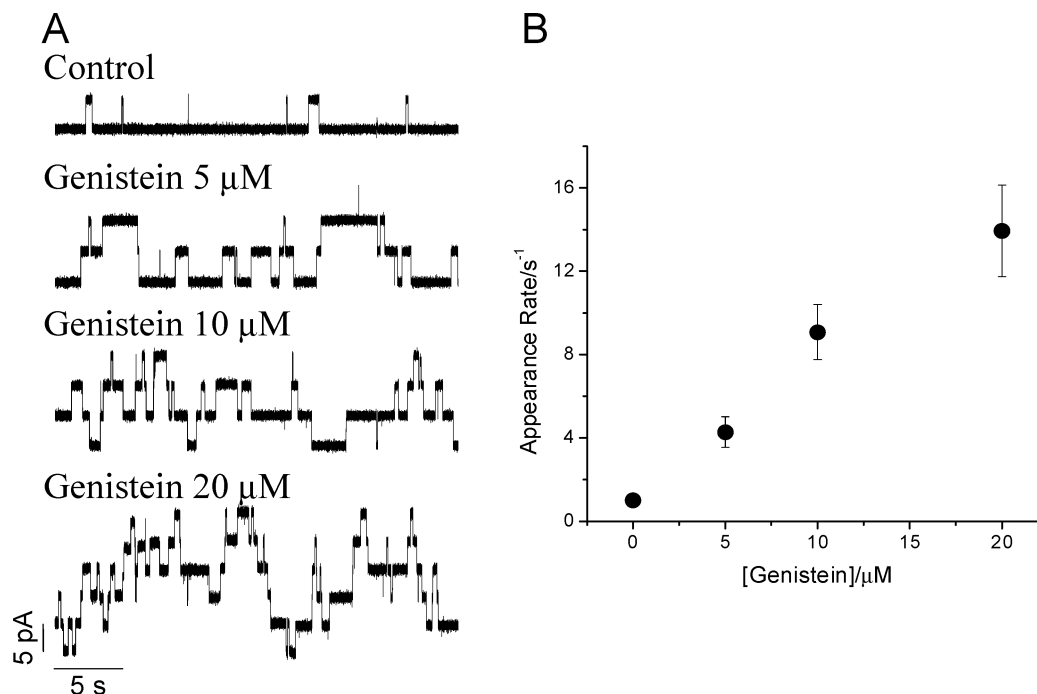 A
Control
Genistein 5 μM
Genistein 10 μM
Genistein 20 μM
5 pA
5 s
B
Appearance Rate/s⁻¹
16
12
8
4
0
0 5 10 15 20
[Genistein]/μM